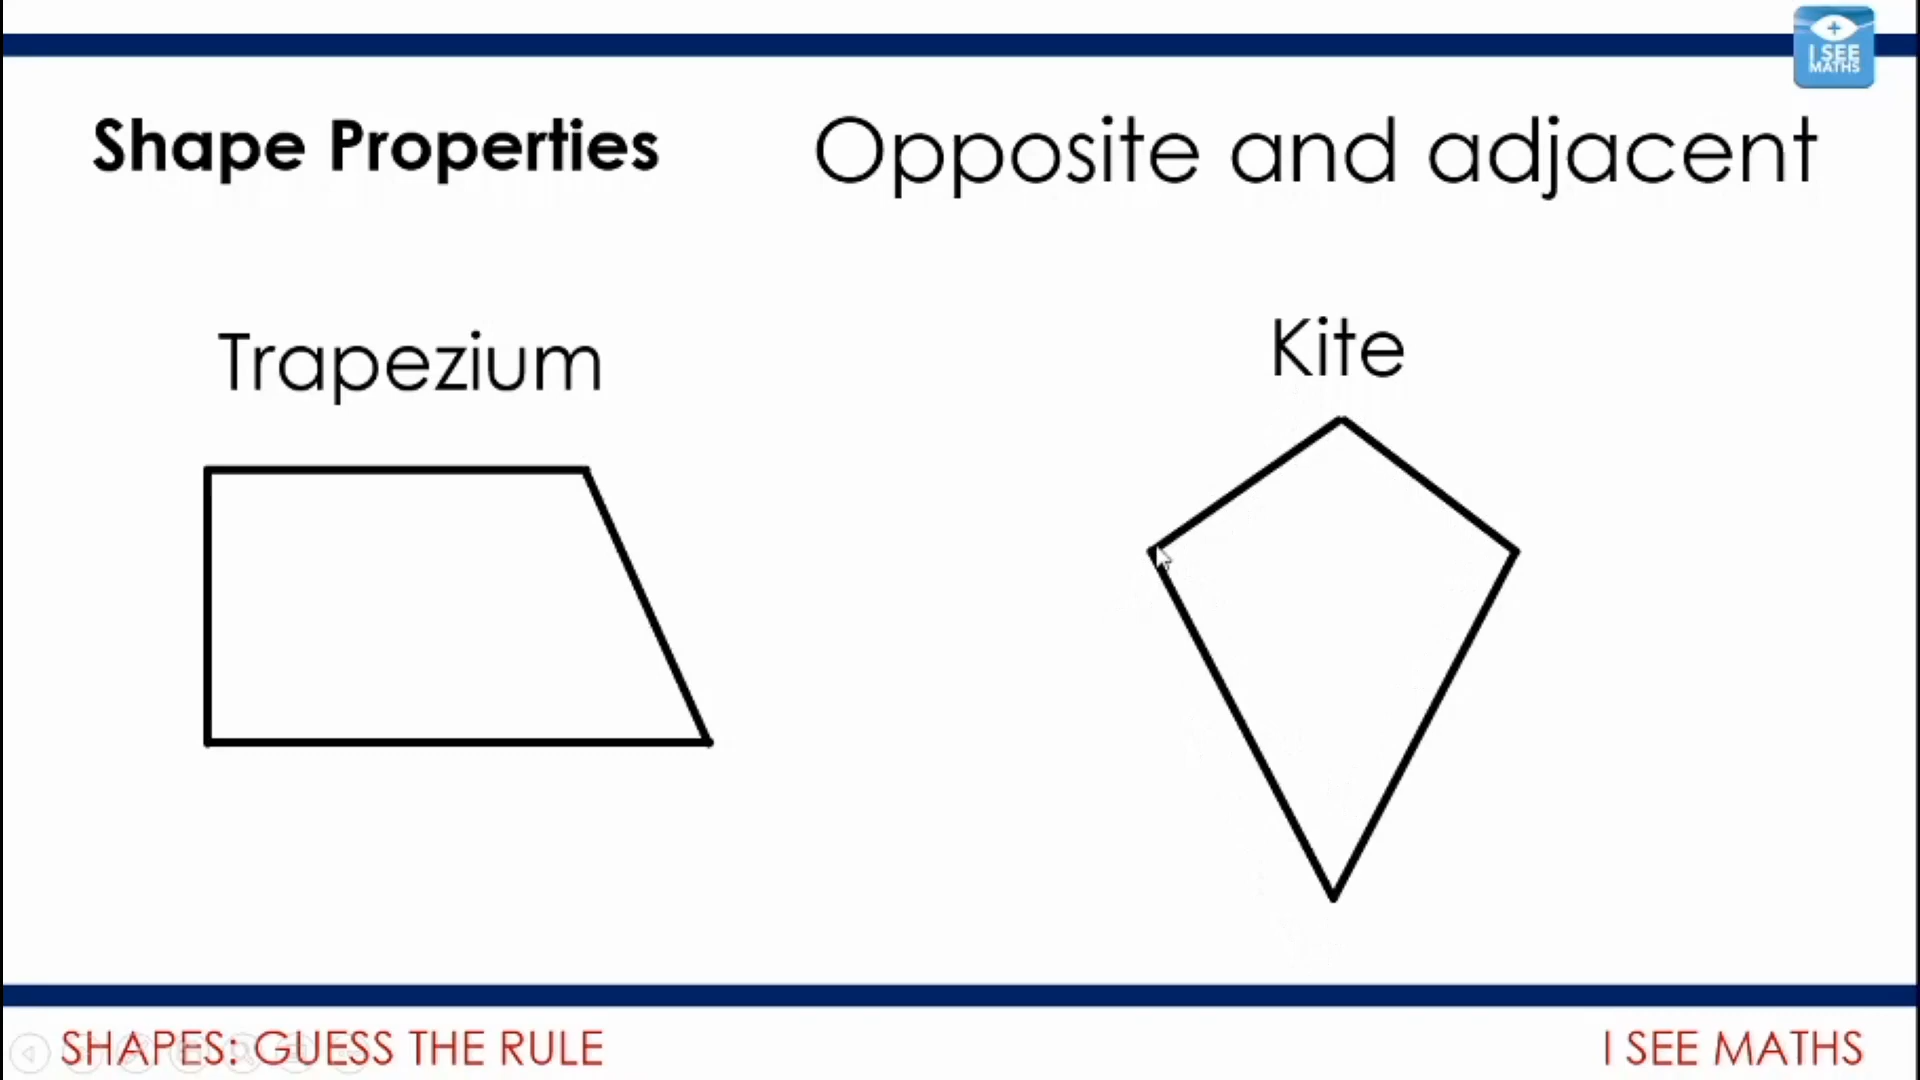 I SEE
MATHS
Shape Properties
Opposite and adjacent
Trapezium
Kite
SHAPES: GUESS THE RULE
I SEE MATHS